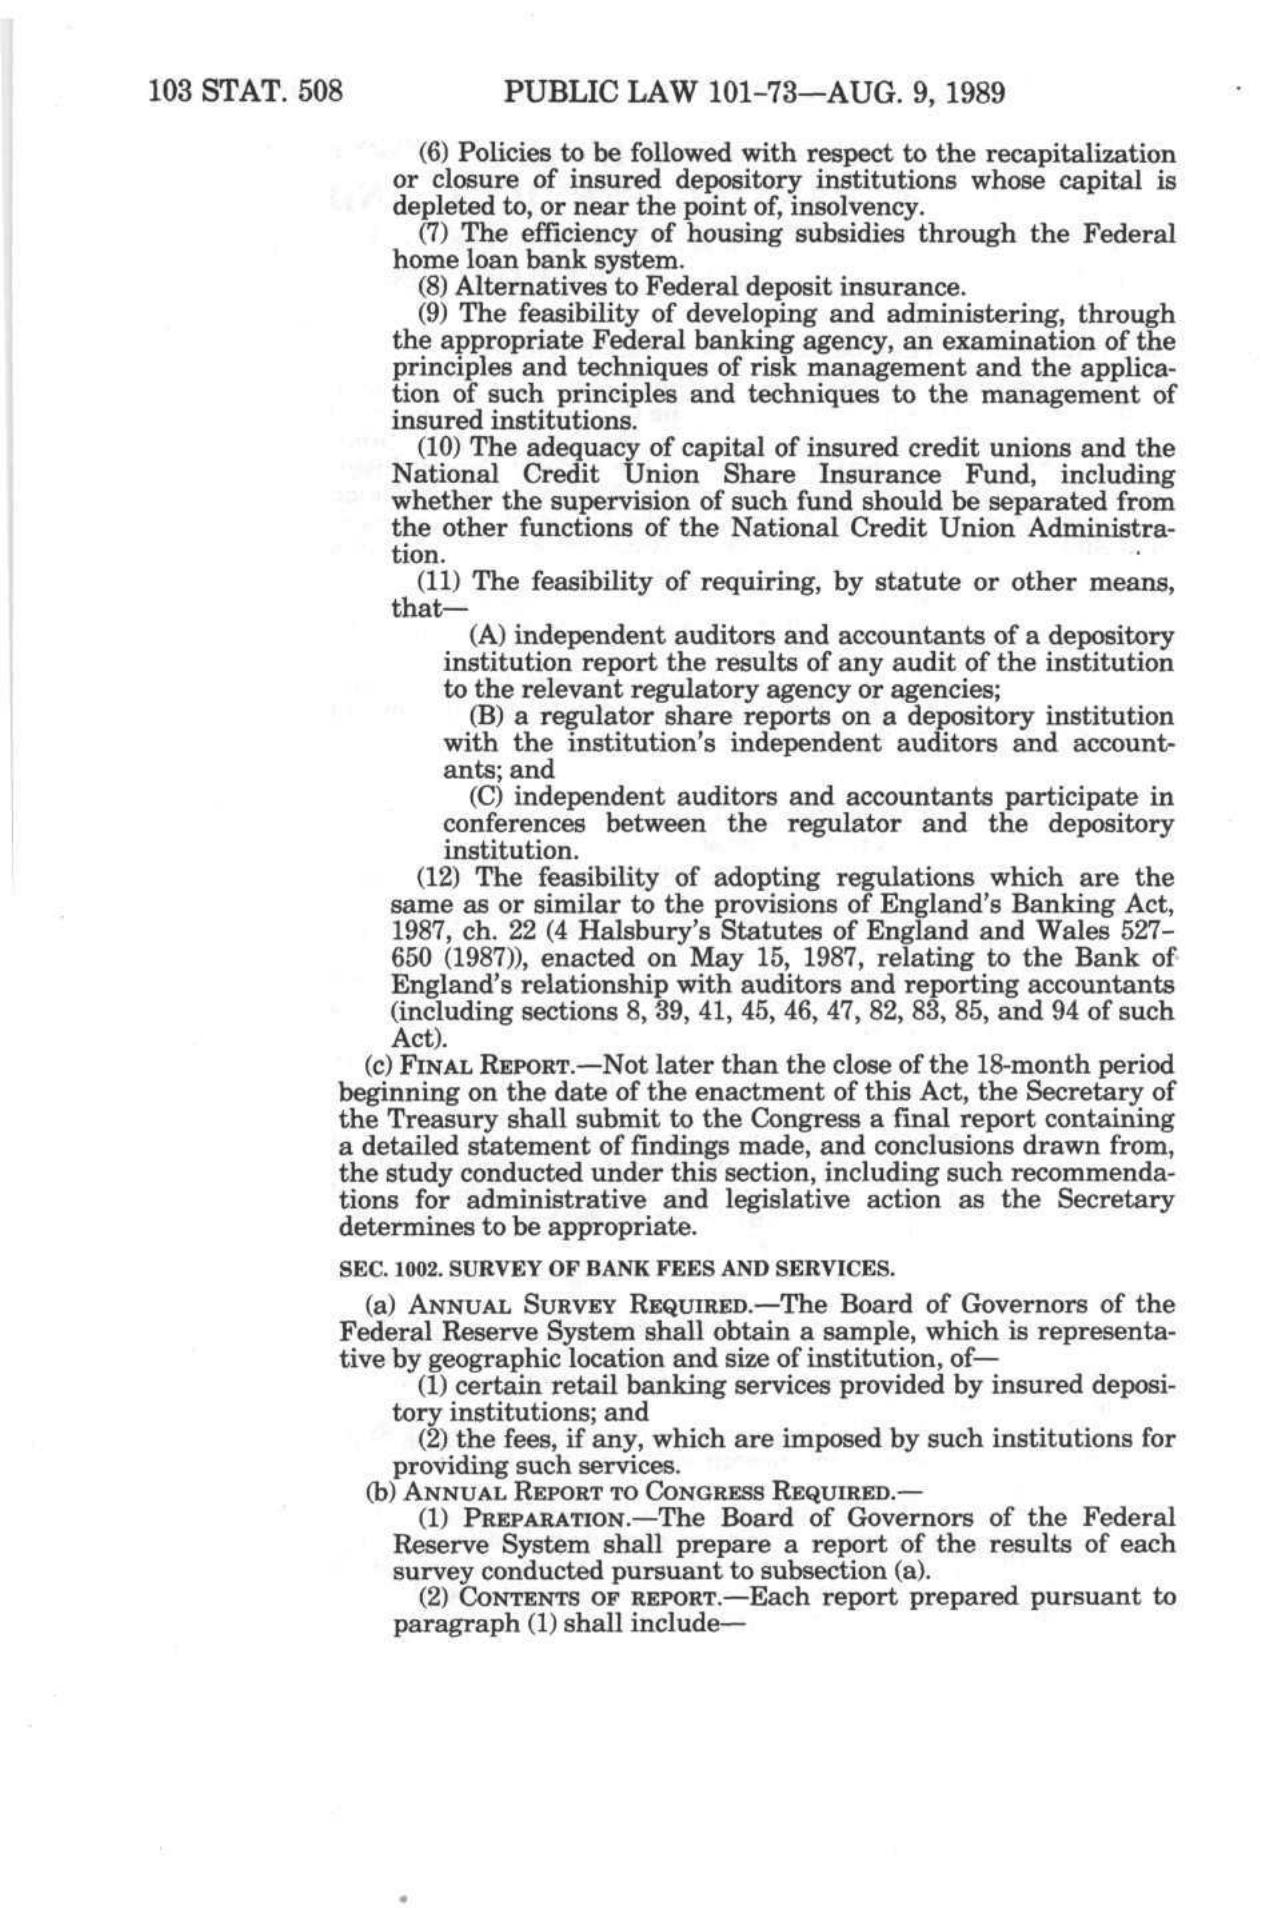 103 STAT. 508 PUBLIC LAW 101-73—AUG. 9, 1989
(6) Policies to be followed with respect to the recapitalization
or closure of insured depository institutions whose capital is
depleted to, or near the point of, insolvency.
(7) The efficiency of housing subsidies through the Federal
home loan bank system.
(8) Alternatives to Federal deposit insurance.
(9) The feasibility of developing and administering, through
the appropriate Federal banking agency, an examination of the
principles and techniques of risk management and the applica-
tion of such principles and techniques to the management of
insured institutions.
(10) The adequacy of capital of insured credit unions and the
National Credit Union Share Insurance Fund, including
whether the supervision of such fund should be separated from
the other functions of the National Credit Union Administra-
tion.
(11) The feasibility of requiring, by statute or other means,
that—
(A) independent auditors and accountants of a depository
institution report the results of any audit of the institution
to the relevant regulatory agency or agencies;
(B) a regulator share reports on a depository institution
with the institution's independent auditors and account-
ants; and
(C) independent auditors and accountants participate in
conferences between the regulator and the depository
institution.
(12) The feasibility of adopting regulations which are the
same as or similar to the provisions of England's Banking Act,
1987, ch. 22 (4 Halsbury's Statutes of England and Wales 527-
650 (1987)), enacted on May 15, 1987, relating to the Bank of
England's relationship with auditors and reporting accountants
(including sections 8, 39, 41, 45, 46, 47, 82, 83, 85, and 94 of such
Act).
(c) FINAL REPORT.—Not later than the close of the 18-month period
beginning on the date of the enactment of this Act, the Secretary of
the Treasury shall submit to the Congress a final report containing
a detailed statement of findings made, and conclusions drawn from,
the study conducted under this section, including such recommenda-
tions for administrative and legislative action as the Secretary
determines to be appropriate.
SEC. 1002. SURVEY OF BANK FEES AND SERVICES.
(a) ANNUAL SURVEY REQUIRED.—The Board of Governors of the
Federal Reserve System shall obtain a sample, which is representa-
tive by geographic location and size of institution, of—
(1) certain retail banking services provided by insured deposi-
tory institutions; and
(2) the fees, if any, which are imposed by such institutions for
providing such services.
(b) ANNUAL REPORT TO CONGRESS REQUIRED.—
(1) PREPARATION.—The Board of Governors of the Federal
Reserve System shall prepare a report of the results of each
survey conducted pursuant to subsection (a).
(2) CONTENTS OF REPORT.—Each report prepared pursuant to
paragraph (1) shall include—